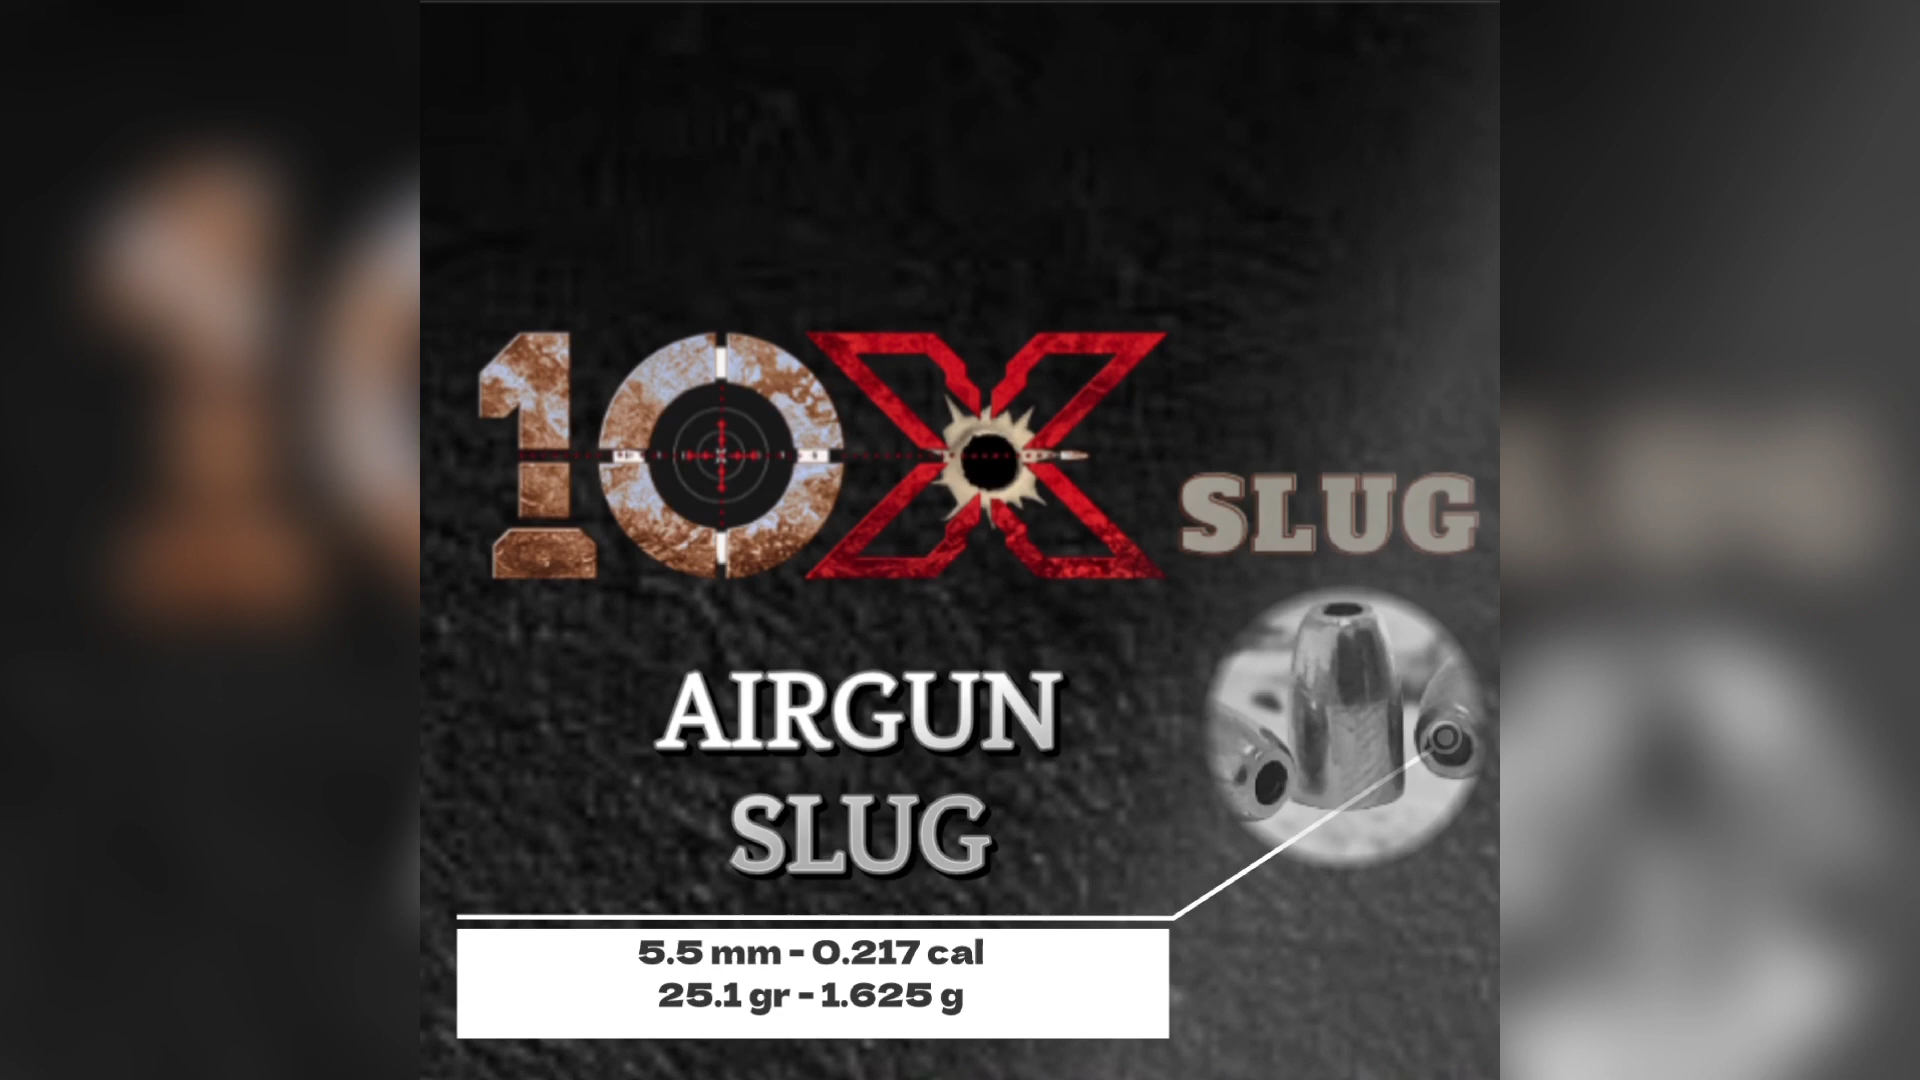 10X SLUG
AIRGUN
SLUG
5.5 mm - 0.217 cal
25.1 gr - 1.625 g